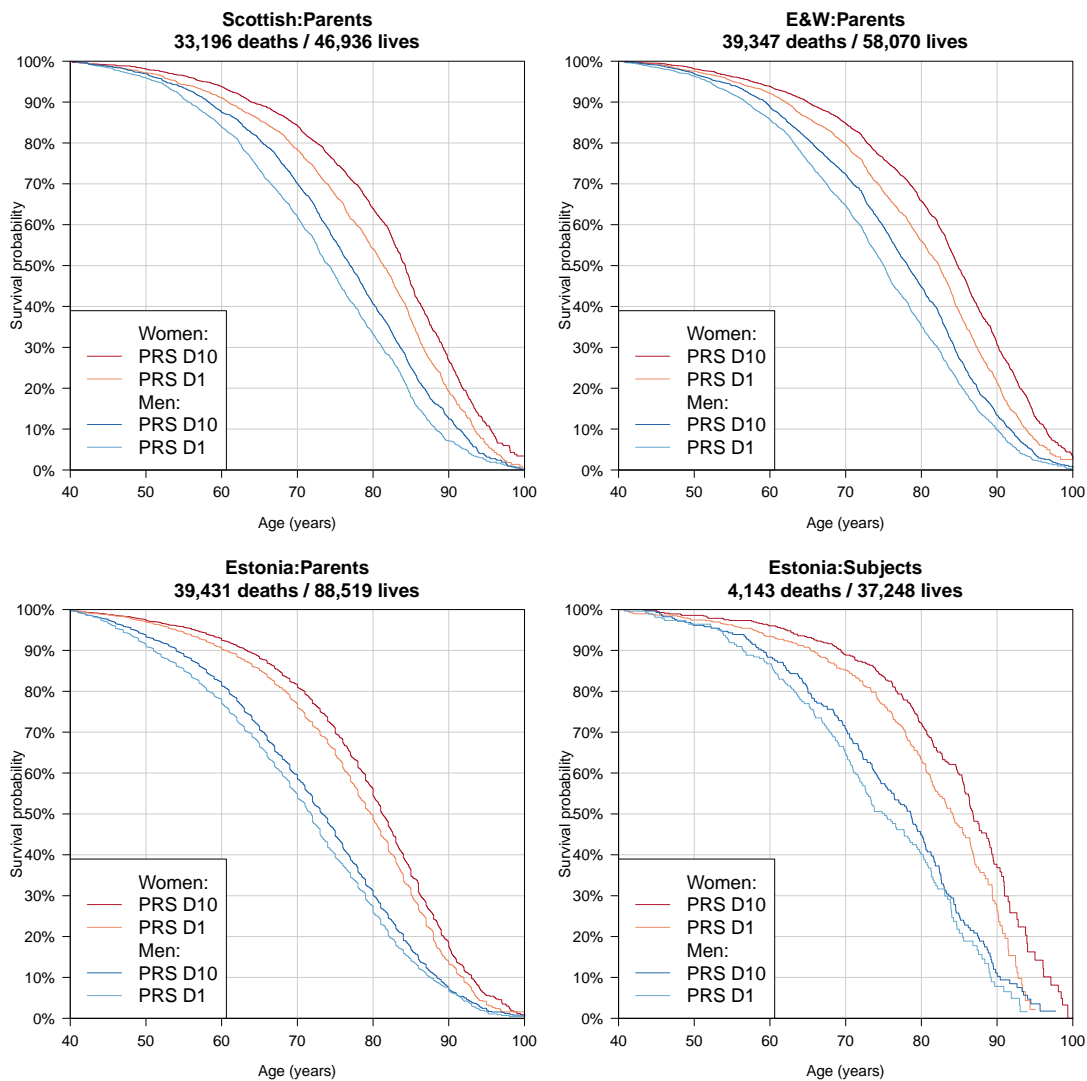 Scottish:Parents
33,196 deaths / 46,936 lives
100%
90%
80%
70%
60%
50%
40%
30%
20%
10%
0%
Survival probability
Women:
PRS D10
PRS D1
Men:
PRS D10
PRS D1
40 50 60 70 80 90 100
Age (years)
E&W:Parents
39,347 deaths / 58,070 lives
100%
90%
80%
70%
60%
50%
40%
30%
20%
10%
0%
Survival probability
Women:
PRS D10
PRS D1
Men:
PRS D10
PRS D1
40 50 60 70 80 90 100
Age (years)
Estonia:Parents
39,431 deaths / 88,519 lives
100%
90%
80%
70%
60%
50%
40%
30%
20%
10%
0%
Survival probability
Women:
PRS D10
PRS D1
Men:
PRS D10
PRS D1
40 50 60 70 80 90 100
Age (years)
Estonia:Subjects
4,143 deaths / 37,248 lives
100%
90%
80%
70%
60%
50%
40%
30%
20%
10%
0%
Survival probability
Women:
PRS D10
PRS D1
Men:
PRS D10
PRS D1
40 50 60 70 80 90 100
Age (years)